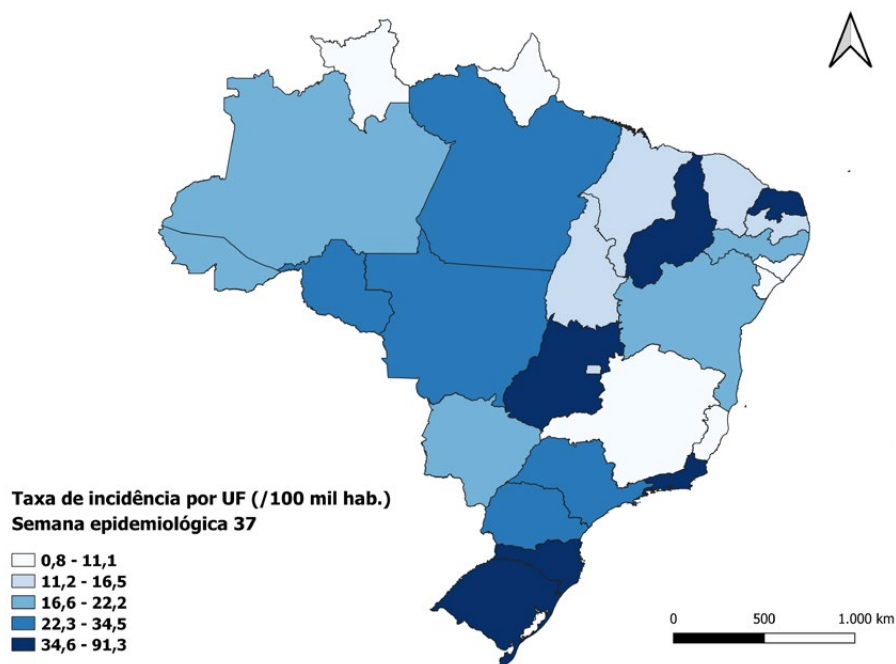 Taxa de incidência por UF (/100 mil hab.)
Semana epidemiológica 37
0,8 - 11,1
11,2 - 16,5
16,6 - 22,2
22,3 - 34,5
34,6 - 91,3
0 500 1.000 km